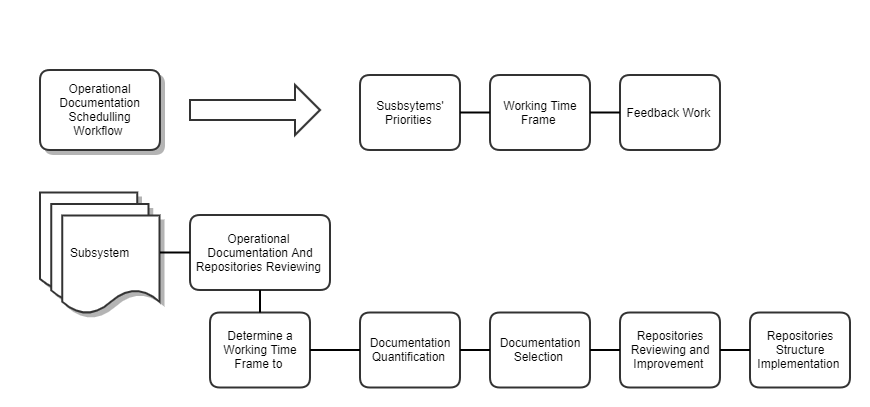 Operational
Documentation
Schedulling
Workflow
Susbsytems'
Priorities
Working Time
Frame
Feedback Work
Subsystem
Operational
Documentation And
Repositories Reviewing
Determine a
Working Time
Frame to
Documentation
Quantification
Documentation
Selection
Repositories
Reviewing and
Improvement
Repositories
Structure
Implementation